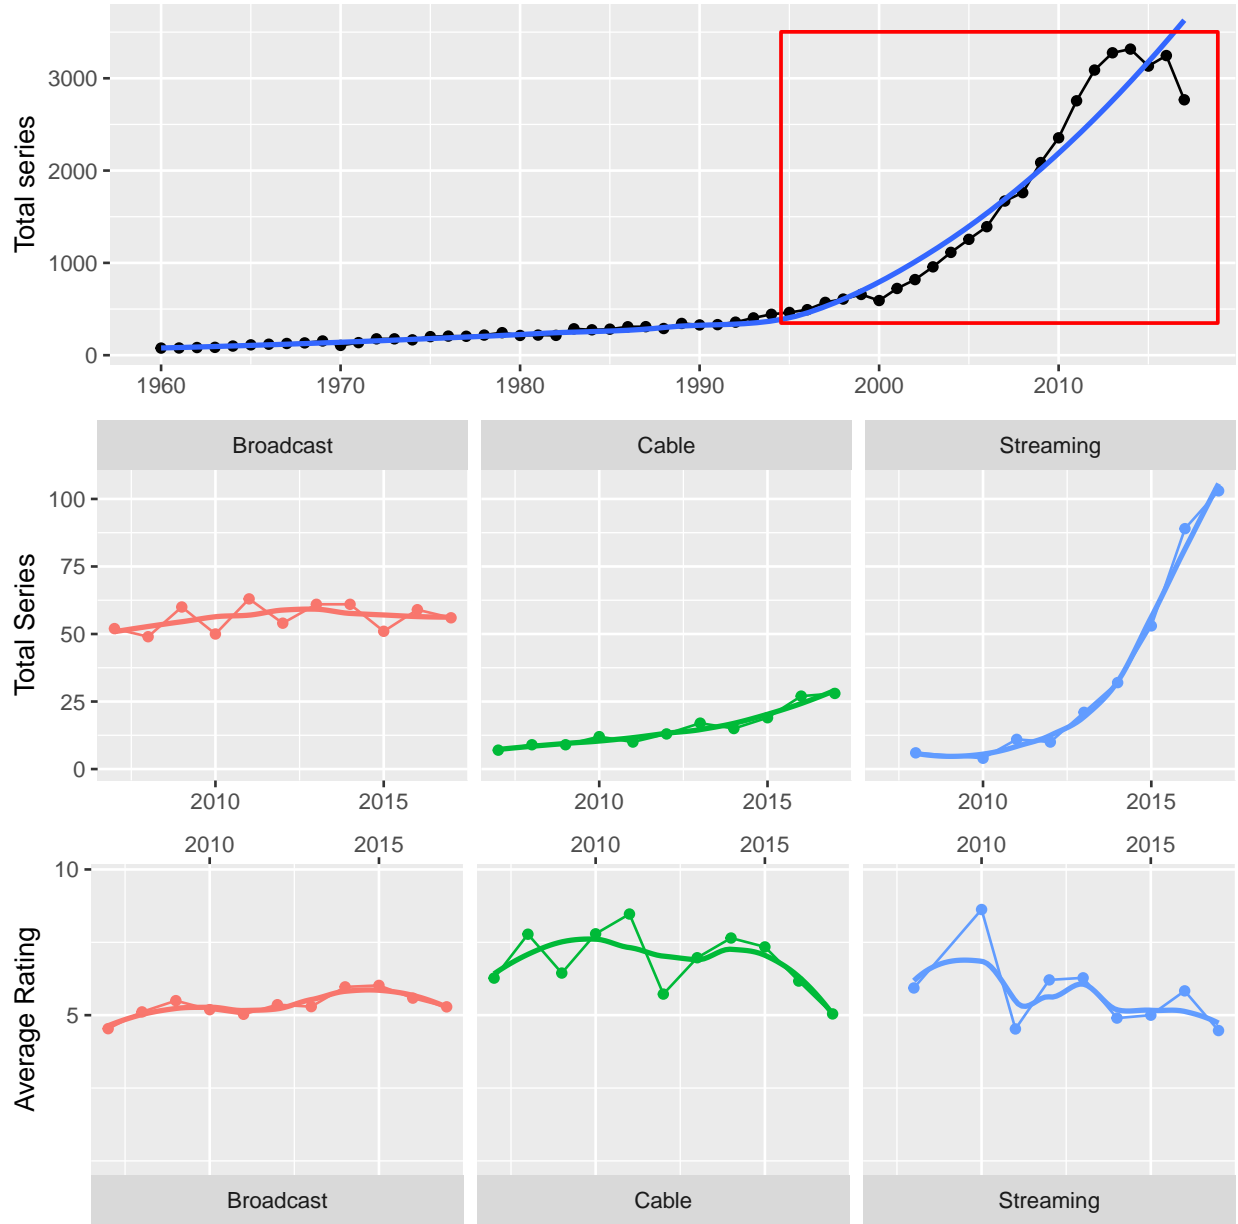 Total series
3000
2000
1000
0
1960 1970 1980 1990 2000 2010
Broadcast Cable Streaming
Total Series
100
75
50
25
0
2010 2015 2010 2015 2010 2015
2010 2015 2010 2015 2010 2015
Average Rating
10
5
Broadcast Cable Streaming